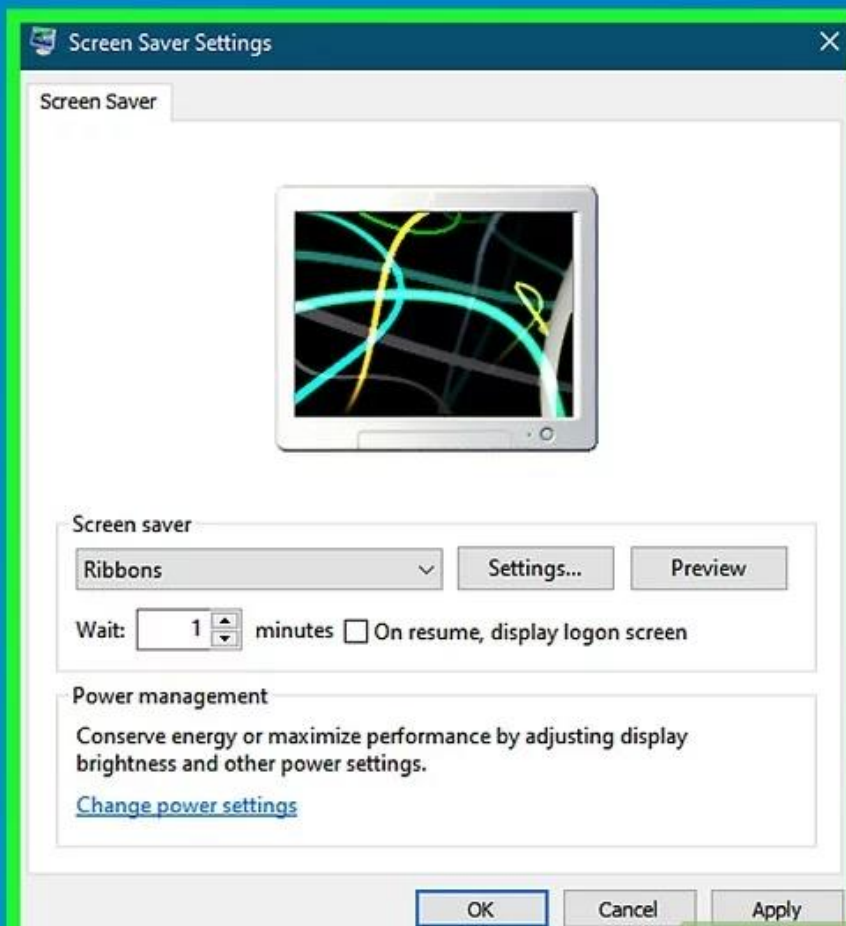 Screen Saver Settings
Screen Saver
Screen saver
Ribbons
Settings...
Preview
Wait: 1 minutes On resume, display logon screen
Power management
Conserve energy or maximize performance by adjusting display
brightness and other power settings.
Change power settings
OK Cancel Apply